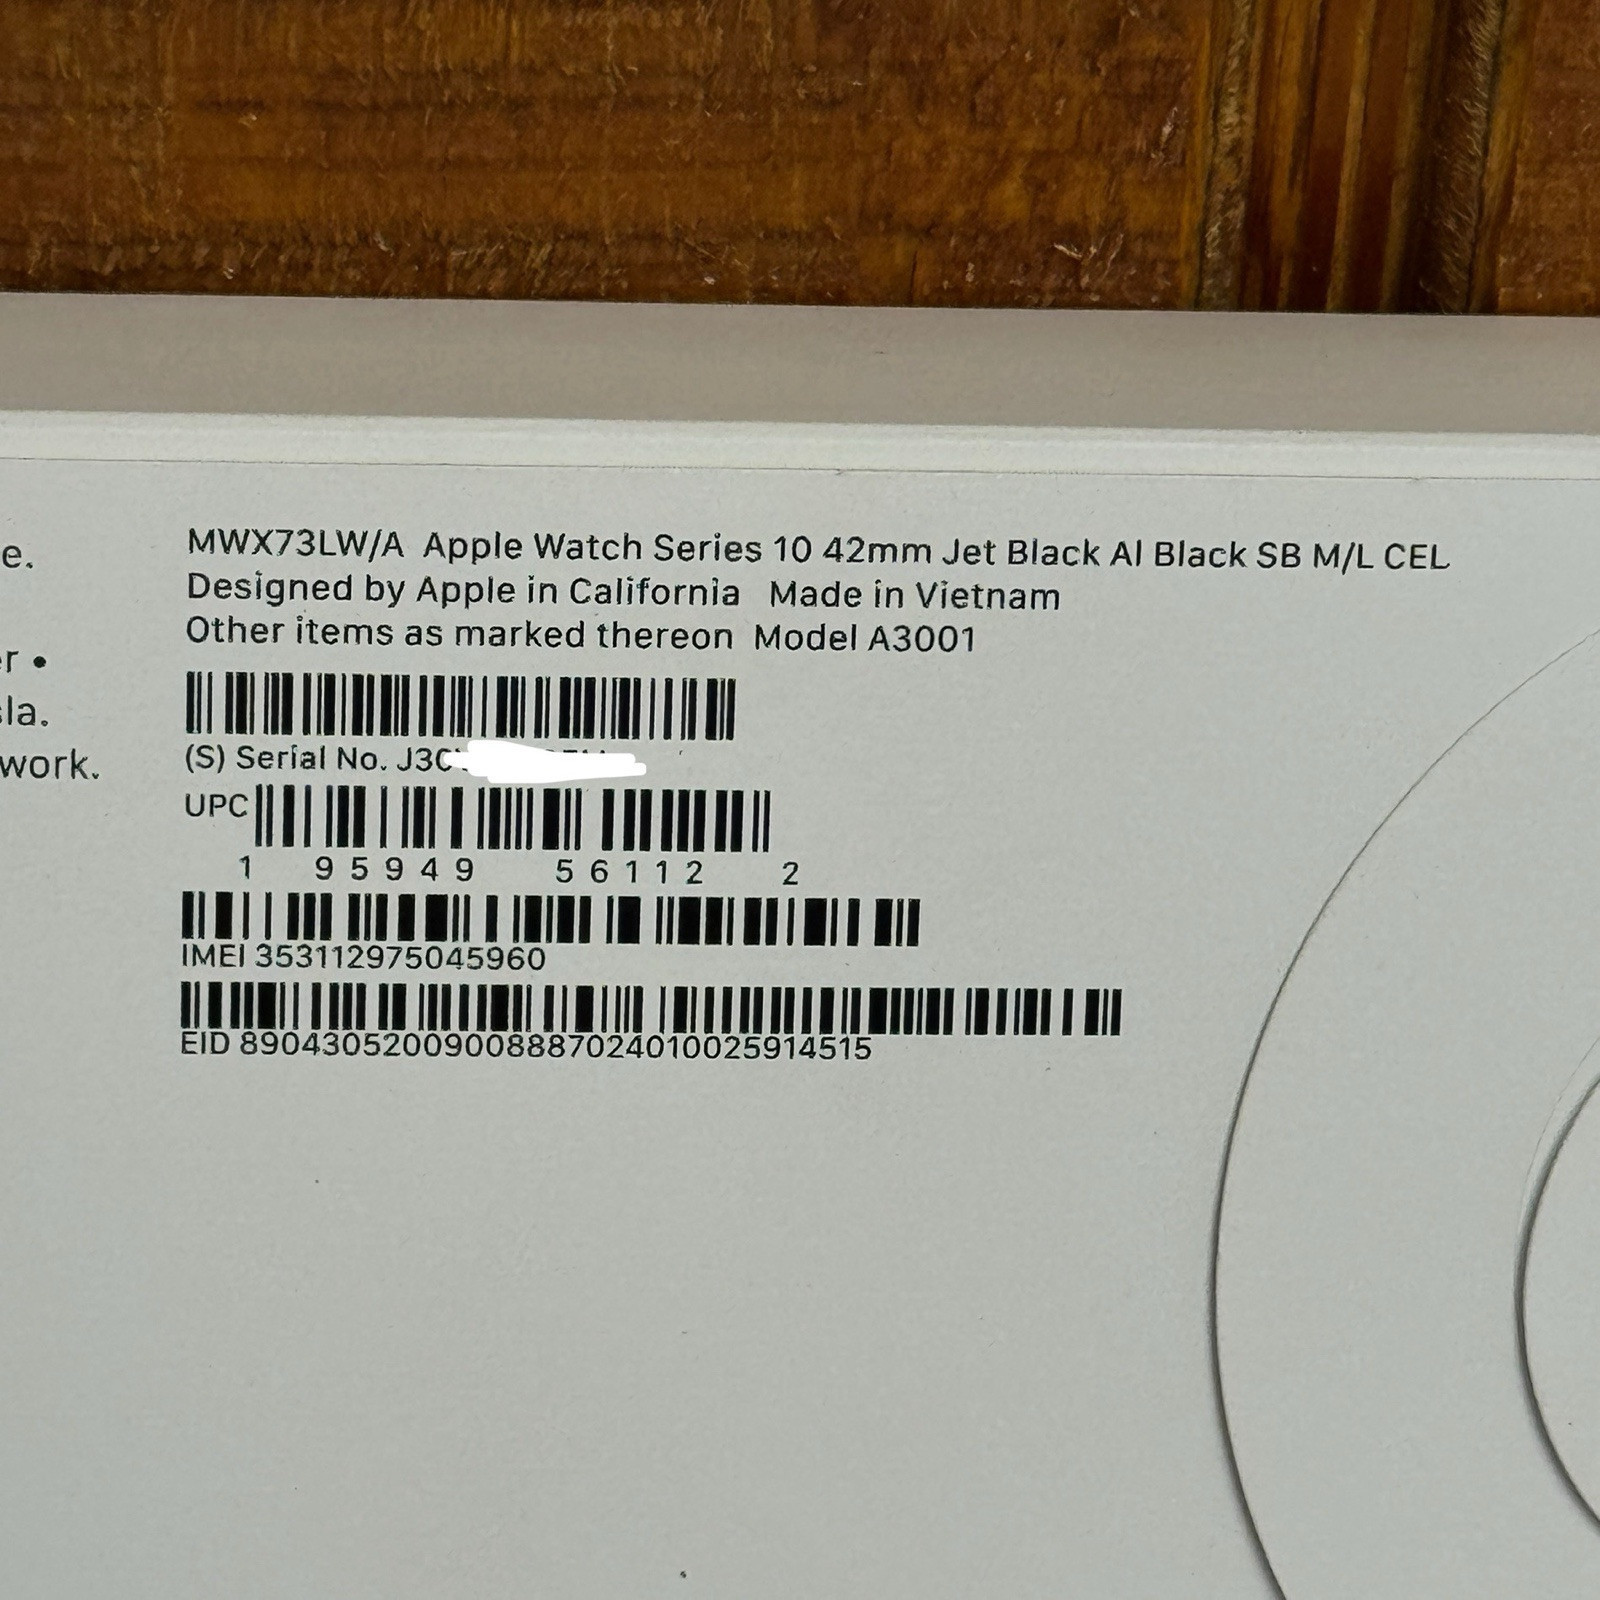 e.
r •
la.
work.
MWX73LW/A Apple Watch Series 10 42mm Jet Black Al Black SB M/L CEL
Designed by Apple in California Made in Vietnam
Other items as marked thereon Model A3001
(S) Serial No. J30
UPC
1 95949 56112 2
IMEI 353112975045960
EID 89043052009008887024010025914515